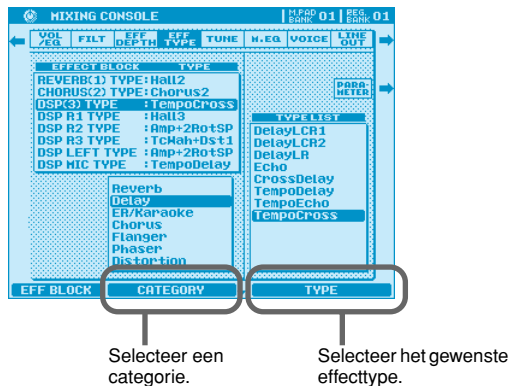 MIXING CONSOLE
M.PAD BANK 01 REG. BANK 01
VOL /EQ FILT EFF DEPTH EFF TYPE TUNE M.EQ VOICE LINE OUT
EFFECT BLOCK TYPE
REVERB(1) TYPE:Hall2
CHORUS(2) TYPE:Chorus2
DSP(3) TYPE :TempoCross
DSP R1 TYPE :Hall3
DSP R2 TYPE :Amp+2RotSP
DSP R3 TYPE :TcWah+Dst1
DSP LEFT TYPE :Amp+2RotSP
DSP MIC TYPE :TempoDelay
PARA-
METER
TYPE LIST
DelayLCR1
DelayLCR2
DelayLR
Echo
CrossDelay
TempoDelay
TempoEcho
TempoCross
Reverb
Delay
ER/Karaoke
Chorus
Flanger
Phaser
Distortion
EFF BLOCK CATEGORY TYPE
Selecteer een
categorie.
Selecteer het gewenste
effecttype.